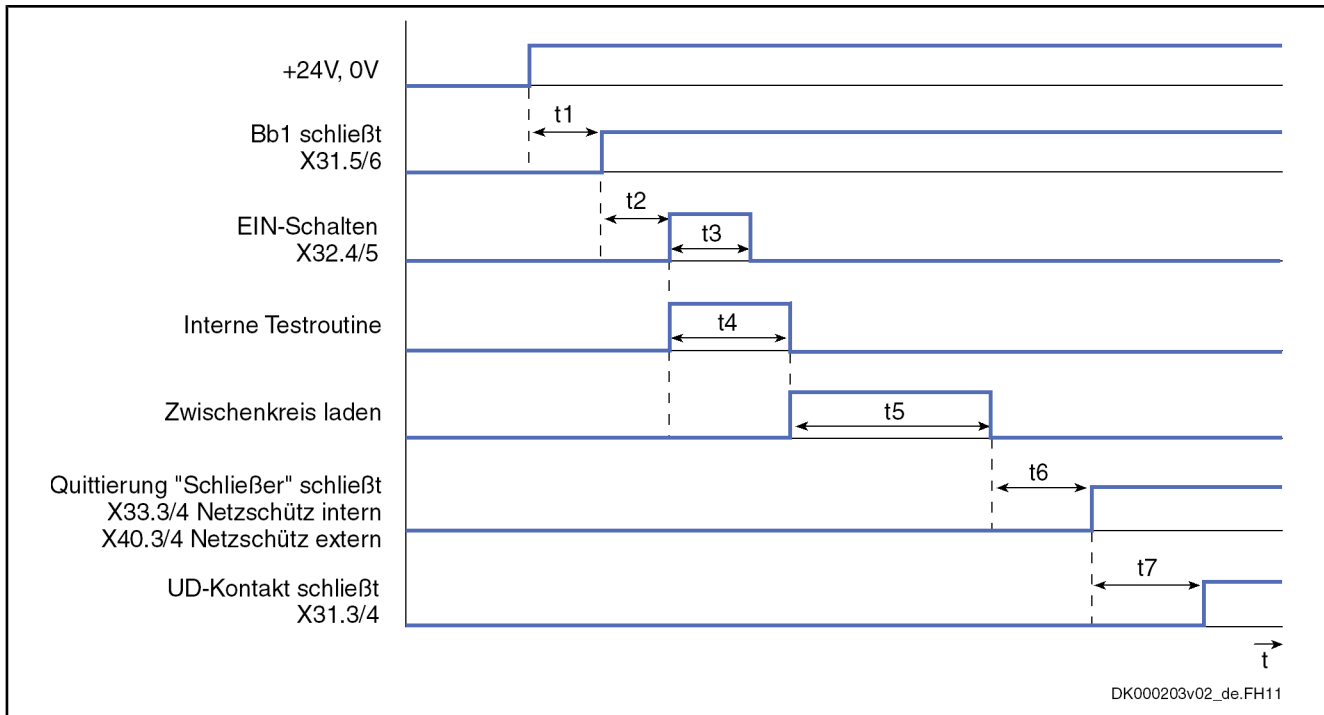 +24V, 0V
t1
Bb1 schließt
X31.5/6
t2
EIN-Schalten
X32.4/5
t3
Interne Testroutine
t4
Zwischenkreis laden
t5
Quittierung "Schließer" schließt
X33.3/4 Netzschütz intern
X40.3/4 Netzschütz extern
t6
UD-Kontakt schließt
X31.3/4
t7
t
DK000203v02_de.FH11